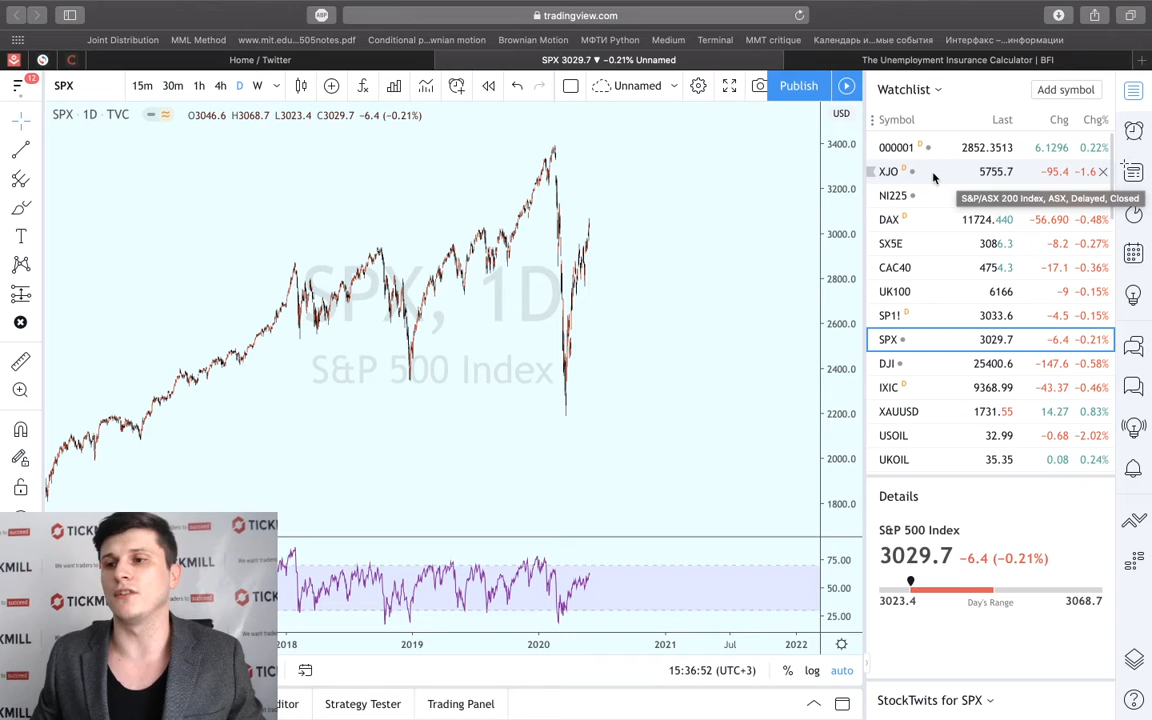 ABP
tradingview.com
Joint Distribution
MML Method
www.mit.edu...505notes.pdf
Conditional p...wnian motion
Brownian Motion
МФТИ Python
Medium
Terminal
MMT critique
Календарь и...мые события
Интерфакс –...информации
Home / Twitter
SPX 3029.7 ▼ −0.21% Unnamed
The Unemployment Insurance Calculator | BFI
12
SPX
15m 30m 1h 4h D W
Unnamed
Publish
SPX · 1D · TVC
O3046.6 H3068.7 L3023.4 C3029.7 −6.4 (−0.21%)
USD
SPX, 1D
S&P 500 Index
3400.0
3200.0
3000.0
2800.0
2600.0
2400.0
2200.0
2000.0
1800.0
75.00
50.00
25.00
2018 2019 2020 2021 Jul 2022
15:36:52 (UTC+3)
% log auto
ditor
Strategy Tester
Trading Panel
Watchlist
Add symbol
Symbol Last Chg Chg%
000001 D 2852.3513 6.1296 0.22%
XJO D 5755.7 −95.4 −1.6
NI225
S&P/ASX 200 Index, ASX, Delayed, Closed
DAX D 11724.440 −56.690 −0.48%
SX5E 3086.3 −8.2 −0.27%
CAC40 4754.3 −17.1 −0.36%
UK100 6166 −9 −0.15%
SP1! D 3033.6 −4.5 −0.15%
SPX 3029.7 −6.4 −0.21%
DJI 25400.6 −147.6 −0.58%
IXIC D 9368.99 −43.37 −0.46%
XAUUSD 1731.55 14.27 0.83%
USOIL 32.99 −0.68 −2.02%
UKOIL 35.35 0.08 0.24%
Details
S&P 500 Index
3029.7 −6.4 (−0.21%)
3023.4 Day's Range 3068.7
StockTwits for SPX
TICK
We want
TICKMILL
We want traders to
succeed